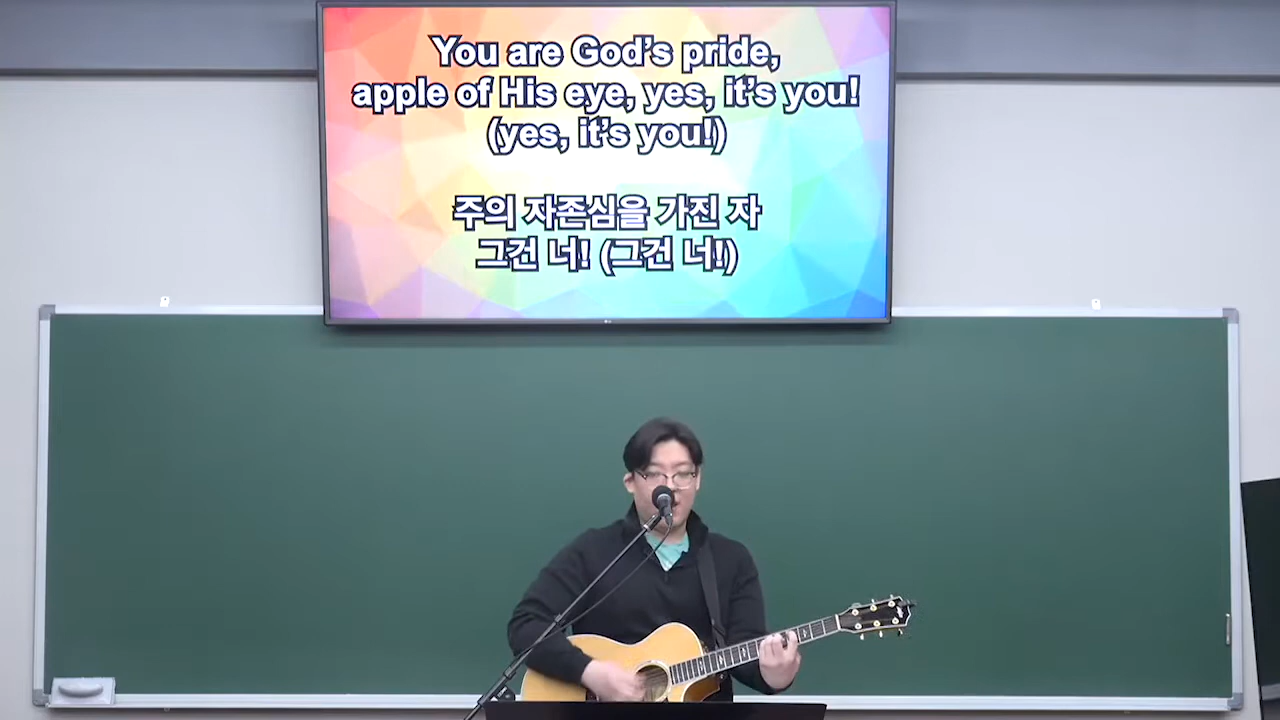 You are God's pride,
apple of His eye, yes, it's you!
(yes, it's you!)
주의 자존심을 가진 자
그건 너! (그건 너!)